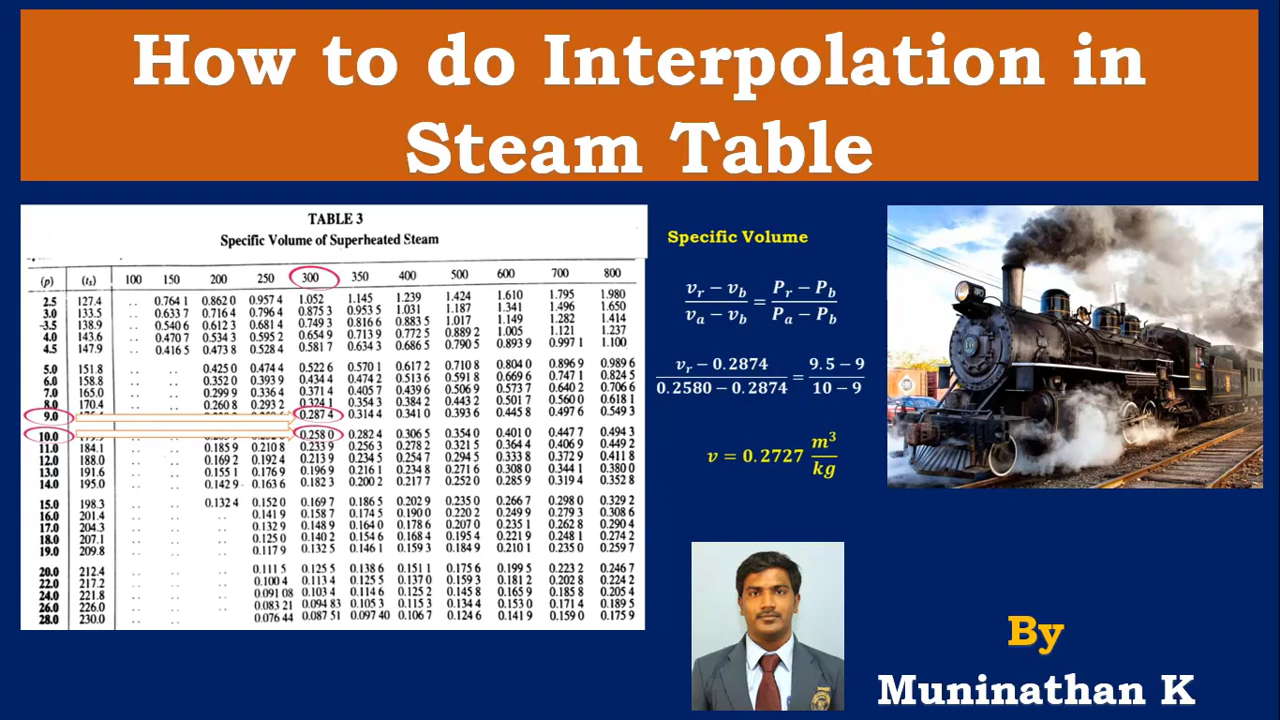 How to do Interpolation in
Steam Table
TABLE 3
Specific Volume of Superheated Steam
(p) (tₛ) 100 150 200 250 300 350 400 500 600 700 800
2.5 127.4 .. 0.764 1 0.862 0 0.957 4 1.052 1.145 1.239 1.424 1.610 1.795 1.980
3.0 133.5 .. 0.633 7 0.716 4 0.796 4 0.875 3 0.953 5 1.031 1.187 1.341 1.496 1.650
3.5 138.9 .. 0.540 6 0.612 3 0.681 4 0.749 3 0.816 6 0.883 5 1.017 1.149 1.282 1.414
4.0 143.6 .. 0.470 7 0.534 3 0.595 2 0.654 9 0.713 9 0.772 5 0.889 2 1.005 1.121 1.237
4.5 147.9 .. 0.416 5 0.473 8 0.528 4 0.581 7 0.634 3 0.686 5 0.790 5 0.893 9 0.997 1 1.100
5.0 151.8 .. .. 0.425 0 0.474 4 0.522 6 0.570 1 0.617 2 0.710 8 0.804 0 0.896 9 0.989 6
6.0 158.8 .. .. 0.352 0 0.393 9 0.434 4 0.474 2 0.513 6 0.591 8 0.669 6 0.747 1 0.824 5
7.0 165.0 .. .. 0.299 9 0.336 4 0.371 4 0.405 7 0.439 6 0.506 9 0.573 7 0.640 2 0.706 6
8.0 170.4 .. .. 0.260 8 0.293 2 0.324 1 0.354 3 0.384 2 0.443 2 0.501 7 0.560 0 0.618 1
9.0 0.287 4 0.314 4 0.341 0 0.393 6 0.445 8 0.497 6 0.549 3
10.0 0.258 0 0.282 4 0.306 5 0.354 0 0.401 0 0.447 7 0.494 3
11.0 184.1 .. .. 0.185 9 0.210 8 0.233 9 0.256 3 0.278 2 0.321 5 0.364 4 0.406 9 0.449 2
12.0 188.0 .. .. 0.169 2 0.192 4 0.213 9 0.234 5 0.254 7 0.294 5 0.333 8 0.372 9 0.411 8
13.0 191.6 .. .. 0.155 1 0.176 9 0.196 9 0.216 1 0.234 8 0.271 6 0.308 0 0.344 1 0.380 0
14.0 195.0 .. .. 0.142 9 0.163 6 0.182 3 0.200 2 0.217 7 0.252 0 0.285 9 0.319 4 0.352 8
15.0 198.3 .. .. 0.132 4 0.152 0 0.169 7 0.186 5 0.202 9 0.235 0 0.266 7 0.298 0 0.329 2
16.0 201.4 .. .. .. 0.141 9 0.158 7 0.174 5 0.190 0 0.220 2 0.249 9 0.279 3 0.308 6
17.0 204.3 .. .. .. 0.132 9 0.148 9 0.164 0 0.178 6 0.207 0 0.235 1 0.262 8 0.290 4
18.0 207.1 .. .. .. 0.125 0 0.140 2 0.154 6 0.168 4 0.195 4 0.221 9 0.248 1 0.274 2
19.0 209.8 .. .. .. 0.117 9 0.132 5 0.146 1 0.159 3 0.184 9 0.210 1 0.235 0 0.259 7
20.0 212.4 .. .. .. 0.111 5 0.125 5 0.138 6 0.151 1 0.175 6 0.199 5 0.223 2 0.246 7
22.0 217.2 .. .. .. 0.100 4 0.113 4 0.125 5 0.137 0 0.159 3 0.181 2 0.202 8 0.224 2
24.0 221.8 .. .. .. 0.091 08 0.103 4 0.114 6 0.125 2 0.145 8 0.165 9 0.185 8 0.205 4
26.0 226.0 .. .. .. 0.083 21 0.094 83 0.105 3 0.115 3 0.134 4 0.153 0 0.171 4 0.189 5
28.0 230.0 .. .. .. 0.076 44 0.087 51 0.097 40 0.106 7 0.124 6 0.141 9 0.159 0 0.175 9
Specific Volume
(v_r − v_b)/(v_a − v_b) = (P_r − P_b)/(P_a − P_b)
(v_r − 0.2874)/(0.2580 − 0.2874) = (9.5 − 9)/(10 − 9)
v = 0.2727 m³/kg
By
Muninathan K